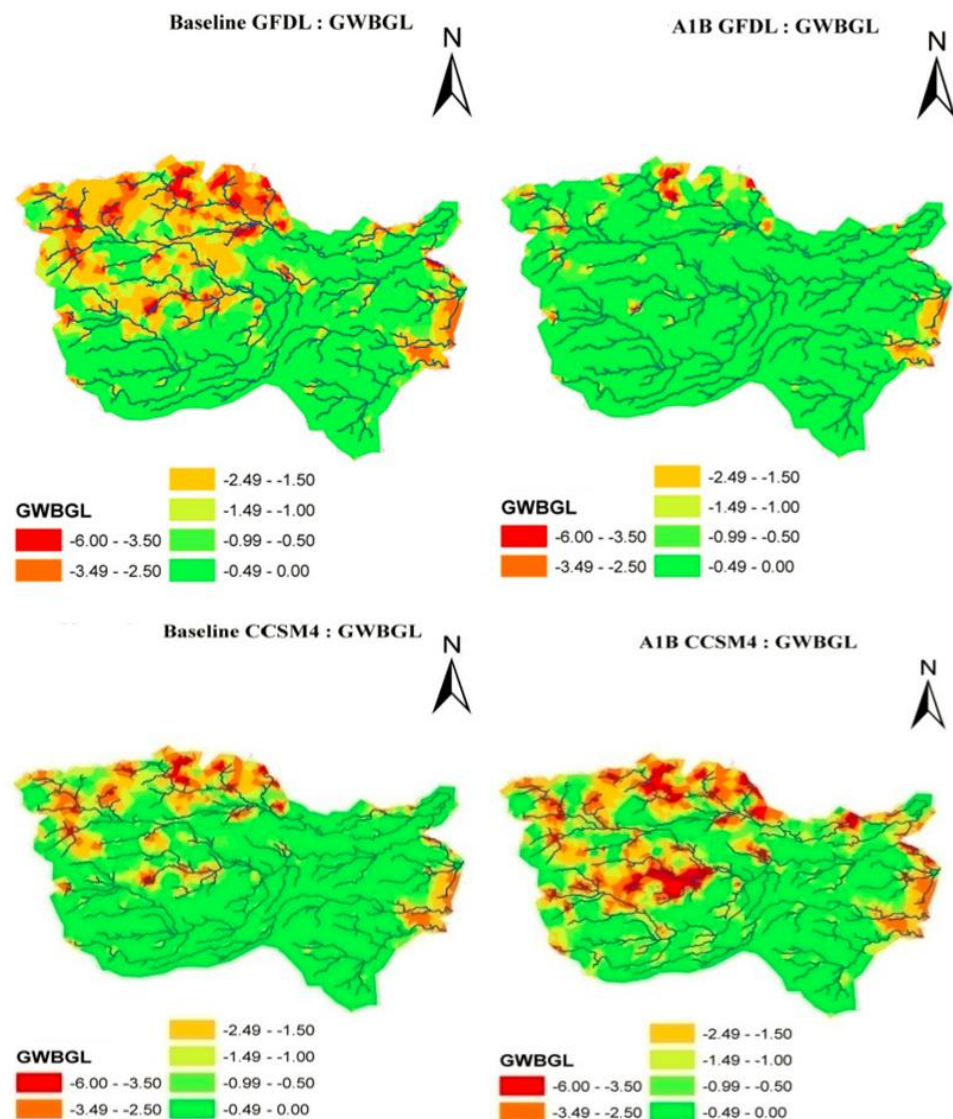 Baseline GFDL : GWBGL
N
-2.49 - -1.50
-1.49 - -1.00
GWBGL
-6.00 - -3.50
-0.99 - -0.50
-3.49 - -2.50
-0.49 - 0.00
A1B GFDL : GWBGL
N
-2.49 - -1.50
-1.49 - -1.00
GWBGL
-6.00 - -3.50
-0.99 - -0.50
-3.49 - -2.50
-0.49 - 0.00
Baseline CCSM4 : GWBGL
N
-2.49 - -1.50
-1.49 - -1.00
GWBGL
-6.00 - -3.50
-0.99 - -0.50
-3.49 - -2.50
-0.49 - 0.00
A1B CCSM4 : GWBGL
N
-2.49 - -1.50
-1.49 - -1.00
GWBGL
-6.00 - -3.50
-0.99 - -0.50
-3.49 - -2.50
-0.49 - 0.00